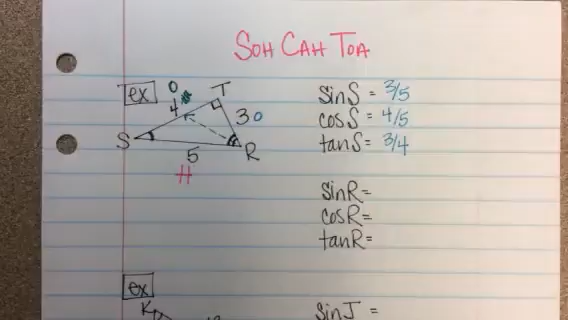 SOH CAH TOA
ex
O
T
4
3 O
S
5
R
H
sin S = 3/5
cos S = 4/5
tan S = 3/4
sin R =
cos R =
tan R =
ex
K
sin J =